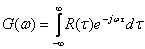 G(ω) = ∫_{-∞}^{∞} R(τ)e^{-jωτ}dτ